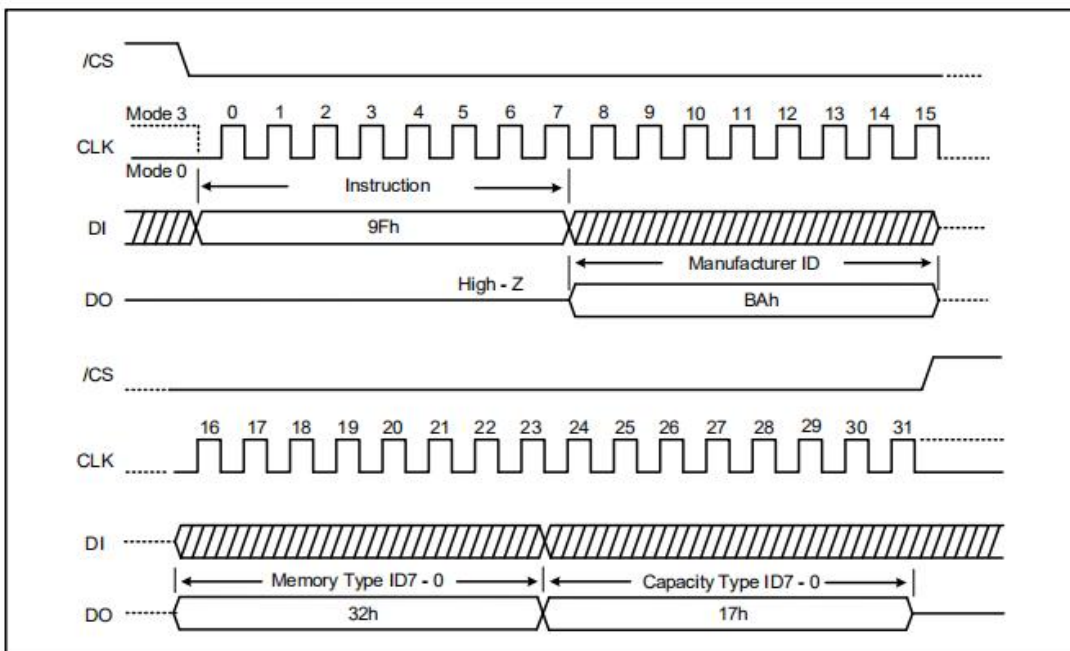 /CS
Mode 3
0 1 2 3 4 5 6 7 8 9 10 11 12 13 14 15
CLK
Mode 0
Instruction
DI
9Fh
Manufacturer ID
High - Z
DO
BAh
/CS
16 17 18 19 20 21 22 23 24 25 26 27 28 29 30 31
CLK
DI
Memory Type ID7 - 0 Capacity Type ID7 - 0
DO
32h 17h